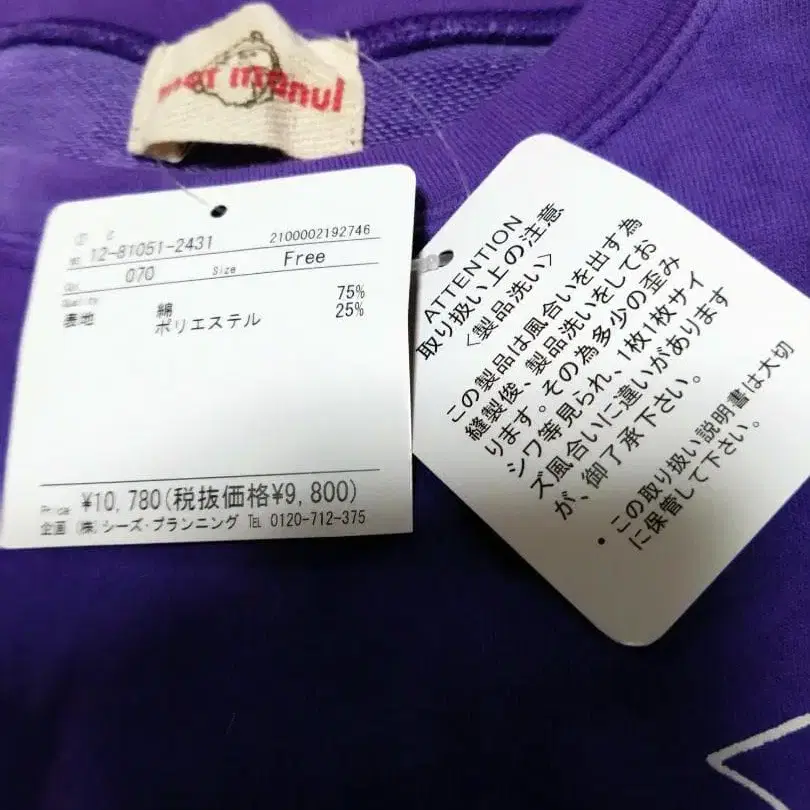 mer manul
12-81051-2431
2100002192746
070 Size Free
Quality
表地 綿 75%
ポリエステル 25%
Price ¥10,780(税抜価格¥9,800)
企画 (株)シーズ・プランニング TEL 0120-712-375
ATTENTION
取り扱い上の注意
〈製品洗い〉
この製品は風合いを出す為
縫製俊、製品洗いをしてお
ります。その為多少の歪み
シワ等見られ、1枚1枚サイ
ズ風合いに違いがあります
が、御了承下さい。
・この取り扱い説明書は大切
に保管して下さい。